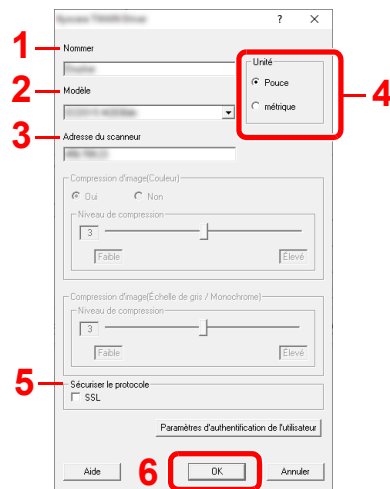 ? ×
1 Nommer
Unité
Pouce
métrique
4
2 Modèle
3 Adresse du scanneur
Compression d'image(Couleur)
Oui Non
Niveau de compression
3
Faible Élevé
Compression d'image(Échelle de gris / Monochrome)
Niveau de compression
3
Faible Élevé
5 Sécuriser le protocole
SSL
Paramètres d'authentification de l'utilisateur
Aide 6 OK Annuler